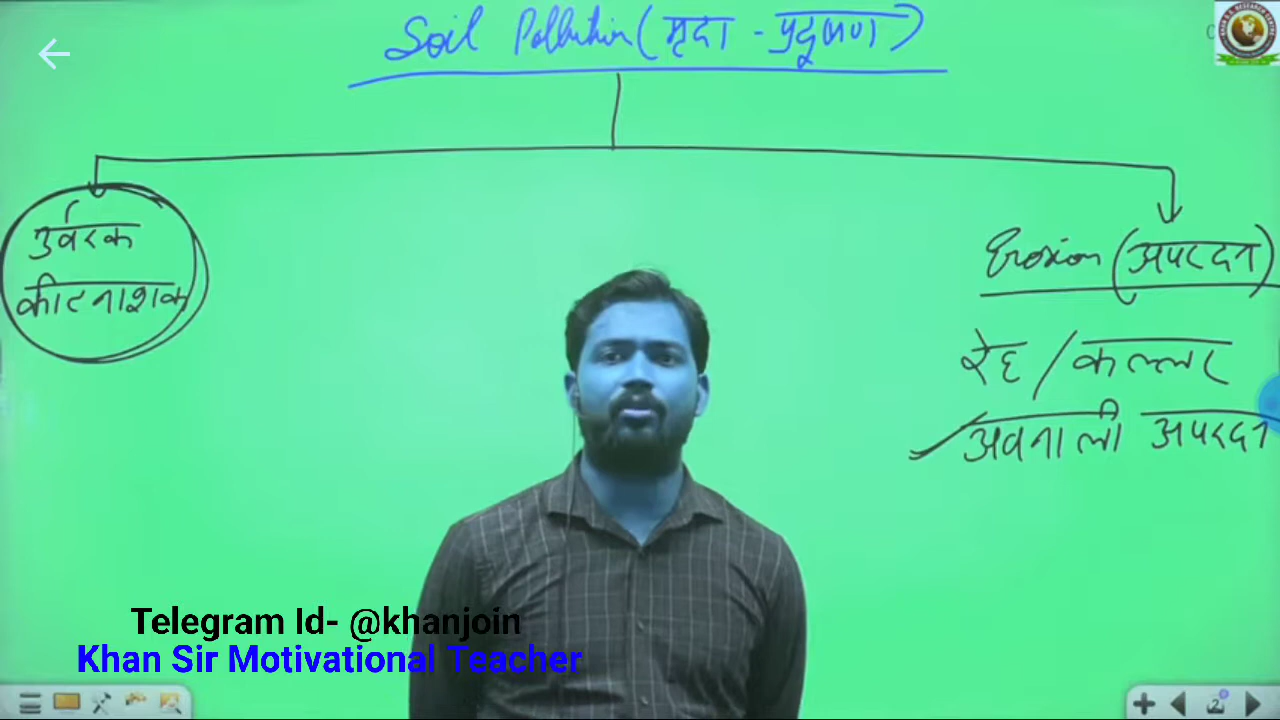 Soil Pollution (मृदा - प्रदूषण)
उर्वरक
कीटनाशक
Erosion (अपरदन)
रेह / कल्लर
अवनाली अपरदन
Telegram Id- @khanjoin
Khan Sir Motivational Teacher
2